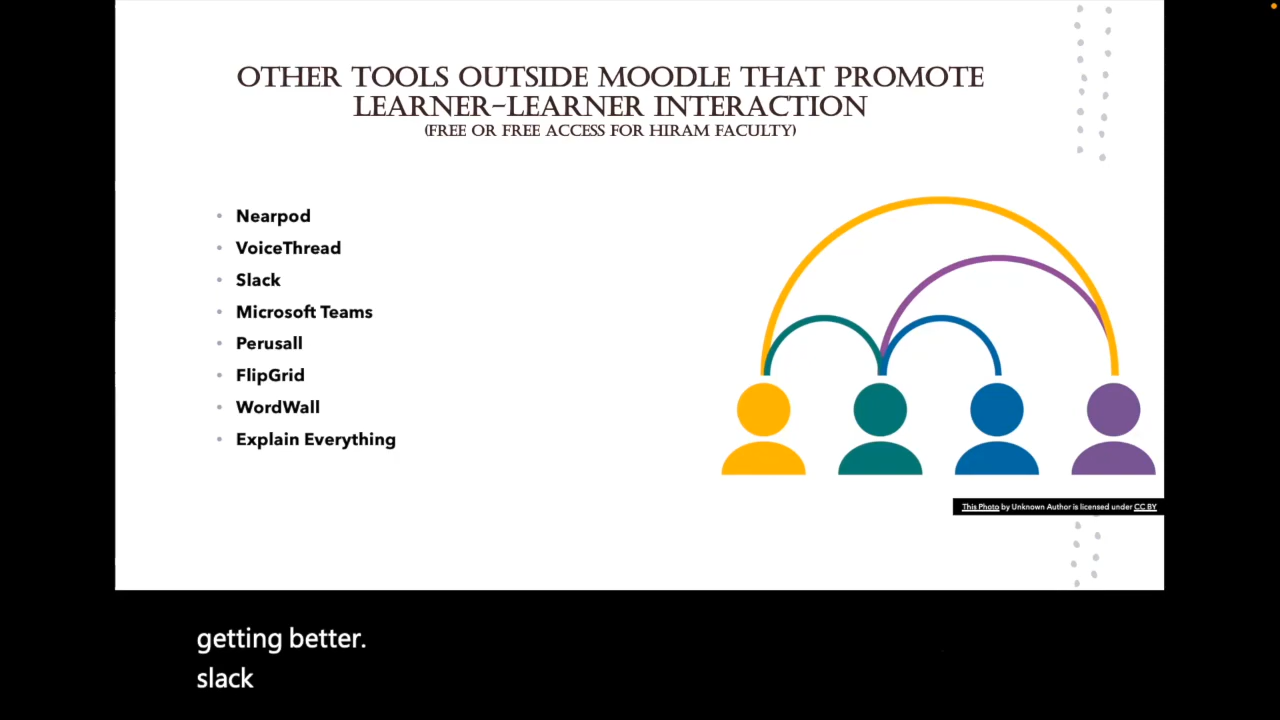 OTHER TOOLS OUTSIDE MOODLE THAT PROMOTE
LEARNER-LEARNER INTERACTION
(FREE OR FREE ACCESS FOR HIRAM FACULTY)
• Nearpod
• VoiceThread
• Slack
• Microsoft Teams
• Perusall
• FlipGrid
• WordWall
• Explain Everything
This Photo by Unknown Author is licensed under CC BY
getting better.
slack